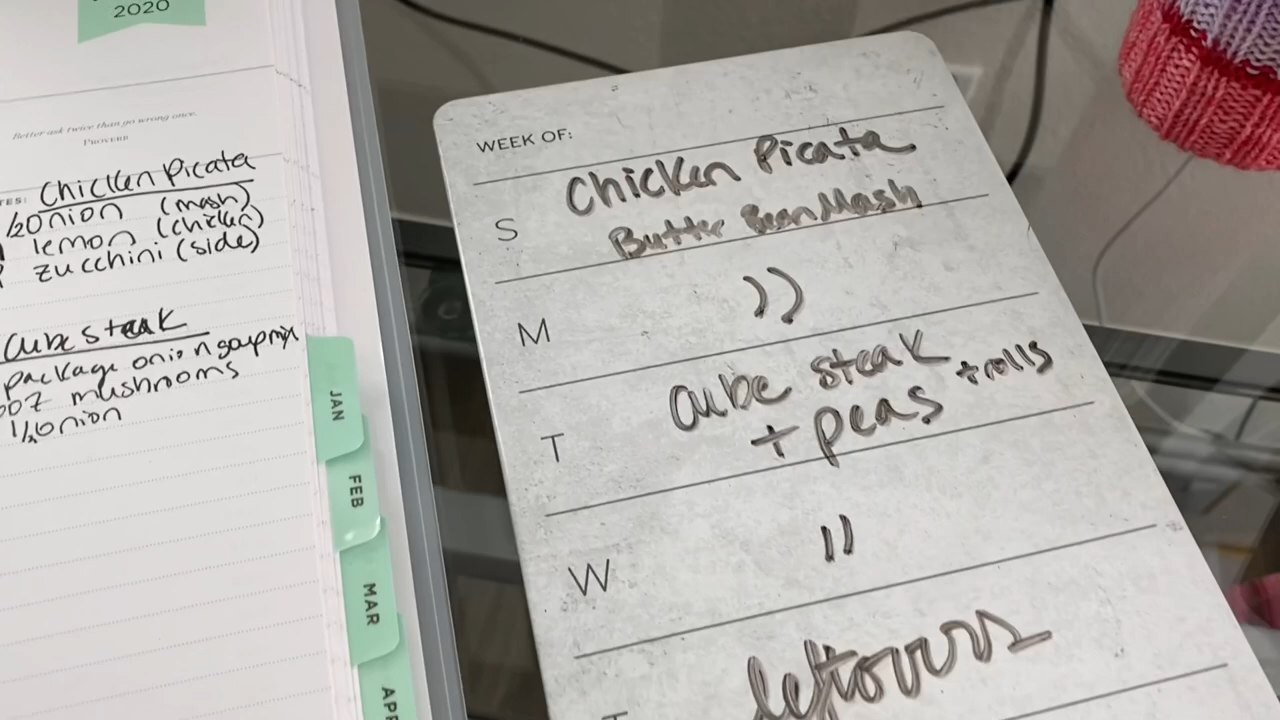 2020
Better ask twice than go wrong once.
PROVERB
TES: Chicken Picata
1/2 onion (mash)
lemon (chicken)
zucchini (side)
Cube steak
package onion soup mix
oz mushrooms
1/2 onion
JAN
FEB
MAR
APR
WEEK OF:
S Chicken Picata
Butter Bean Mash
M ))
T Cube steak
+ peas + rolls
W ))
leftovers